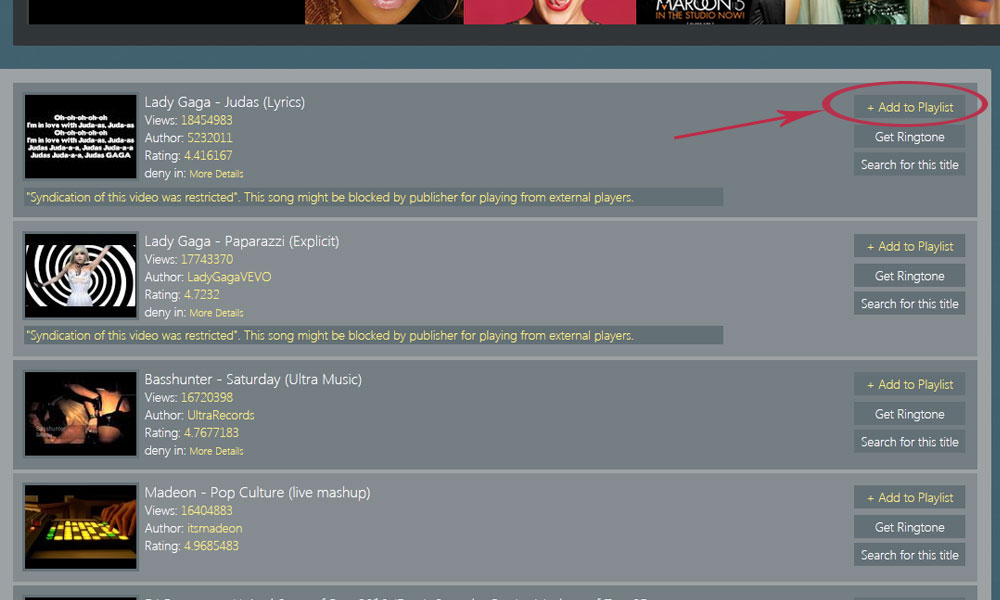 MAROON 5
IN THE STUDIO NOW!
Lady Gaga - Judas (Lyrics)
Views: 18454983
Author: 5232011
Rating: 4.416167
deny in: More Details
Oh-oh-oh-oh-oh
I'm in love with Juda-as, Juda-as
Oh-oh-oh-oh-oh
I'm in love with Juda-as, Juda-as
Judas Juda-a-a, Judas Juda-a-a
Judas Juda-a-a, Judas GAGA
+ Add to Playlist
Get Ringtone
Search for this title
"Syndication of this video was restricted". This song might be blocked by publisher for playing from external players.
Lady Gaga - Paparazzi (Explicit)
Views: 17743370
Author: LadyGagaVEVO
Rating: 4.7232
deny in: More Details
+ Add to Playlist
Get Ringtone
Search for this title
"Syndication of this video was restricted". This song might be blocked by publisher for playing from external players.
Basshunter - Saturday (Ultra Music)
Views: 16720398
Author: UltraRecords
Rating: 4.7677183
deny in: More Details
Basshunter
+ Add to Playlist
Get Ringtone
Search for this title
Madeon - Pop Culture (live mashup)
Views: 16404883
Author: itsmadeon
Rating: 4.9685483
+ Add to Playlist
Get Ringtone
Search for this title